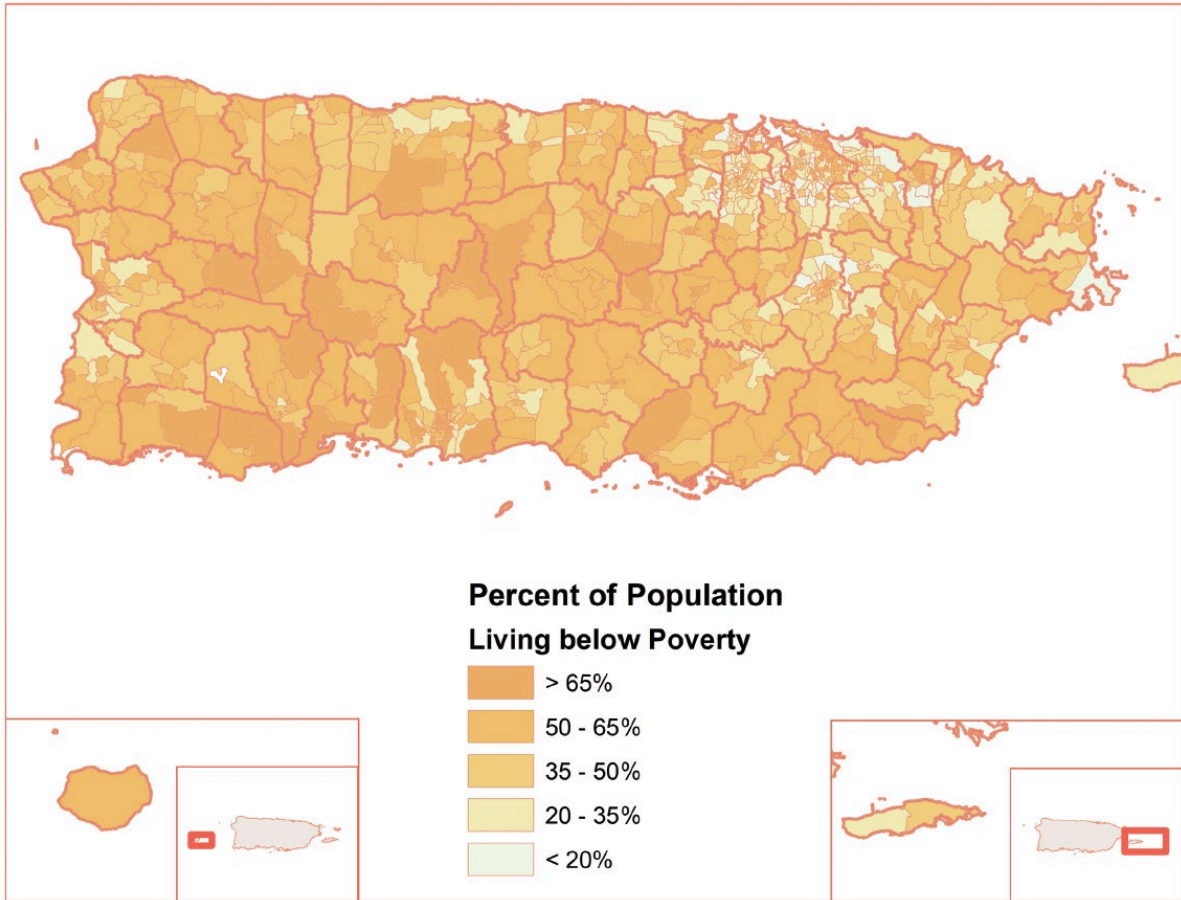 Percent of Population
Living below Poverty
> 65%
50 - 65%
35 - 50%
20 - 35%
< 20%